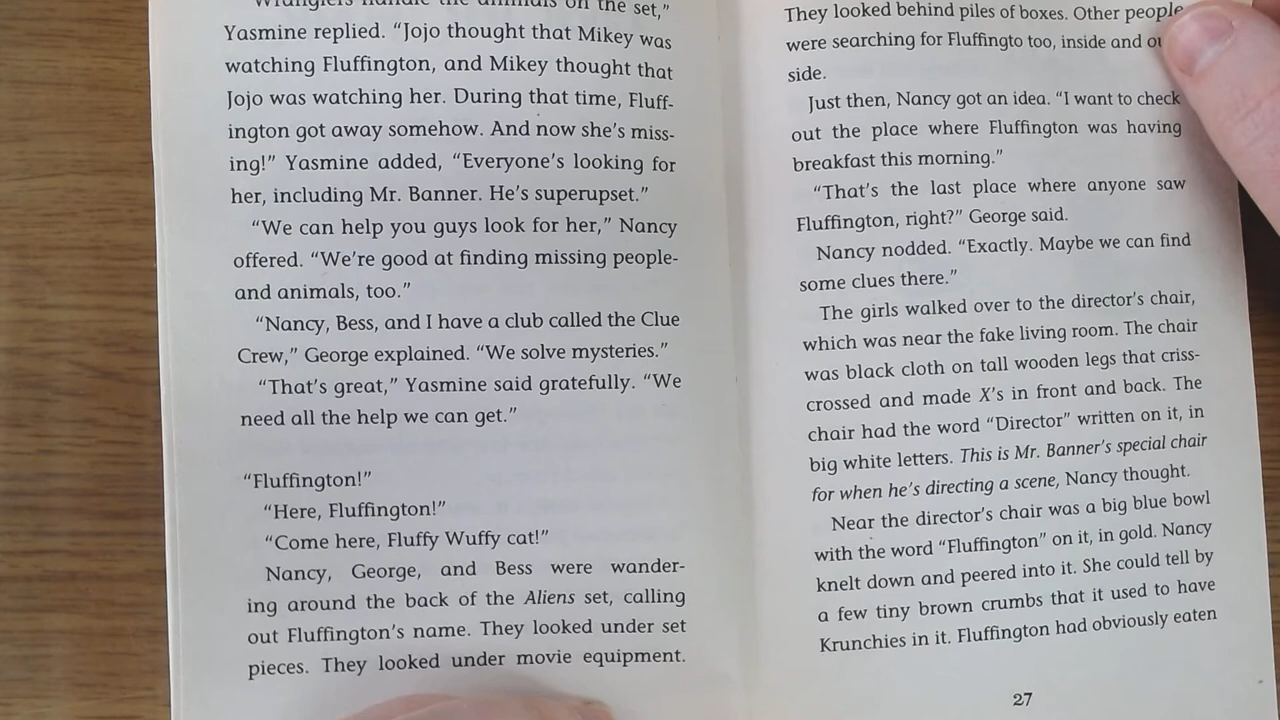 Wranglers handle the animals on the set,”
Yasmine replied. “Jojo thought that Mikey was
watching Fluffington, and Mikey thought that
Jojo was watching her. During that time, Fluff-
ington got away somehow. And now she’s miss-
ing!” Yasmine added, “Everyone’s looking for
her, including Mr. Banner. He’s superupset.”
“We can help you guys look for her,” Nancy
offered. “We’re good at finding missing people-
and animals, too.”
“Nancy, Bess, and I have a club called the Clue
Crew,” George explained. “We solve mysteries.”
“That’s great,” Yasmine said gratefully. “We
need all the help we can get.”
“Fluffington!”
“Here, Fluffington!”
“Come here, Fluffy Wuffy cat!”
Nancy, George, and Bess were wander-
ing around the back of the Aliens set, calling
out Fluffington’s name. They looked under set
pieces. They looked under movie equipment.
They looked behind piles of boxes. Other people
were searching for Fluffingto too, inside and
side.
Just then, Nancy got an idea. “I want to check
out the place where Fluffington was having
breakfast this morning.”
“That’s the last place where anyone saw
Fluffington, right?” George said.
Nancy nodded. “Exactly. Maybe we can find
some clues there.”
The girls walked over to the director’s chair,
which was near the fake living room. The chair
was black cloth on tall wooden legs that criss-
crossed and made X’s in front and back. The
chair had the word “Director” written on it, in
big white letters. This is Mr. Banner’s special chair
for when he’s directing a scene, Nancy thought.
Near the director’s chair was a big blue bowl
with the word “Fluffington” on it, in gold. Nancy
knelt down and peered into it. She could tell by
a few tiny brown crumbs that it used to have
Krunchies in it. Fluffington had obviously eaten
27